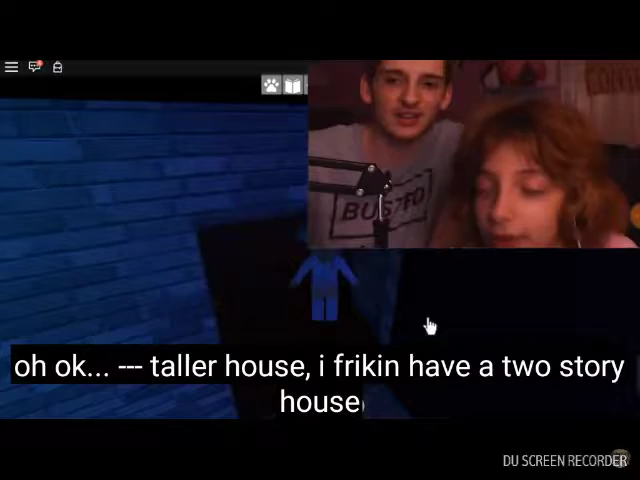 BUSTED
oh ok... --- taller house, i frikin have a two story
house
DU SCREEN RECORDER